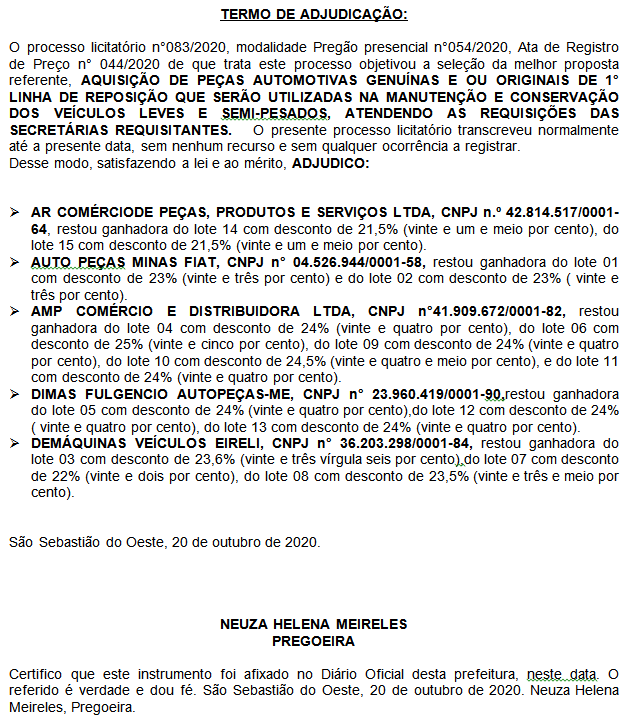 TERMO DE ADJUDICAÇÃO:
O processo licitatório n°083/2020, modalidade Pregão presencial n°054/2020, Ata de Registro
de Preço n° 044/2020 de que trata este processo objetivou a seleção da melhor proposta
referente, AQUISIÇÃO DE PEÇAS AUTOMOTIVAS GENUÍNAS E OU ORIGINAIS DE 1°
LINHA DE REPOSIÇÃO QUE SERÃO UTILIZADAS NA MANUTENÇÃO E CONSERVAÇÃO
DOS VEÍCULOS LEVES E SEMI-PESADOS, ATENDENDO AS REQUISIÇÕES DAS
SECRETÁRIAS REQUISITANTES. O presente processo licitatório transcreveu normalmente
até a presente data, sem nenhum recurso e sem qualquer ocorrência a registrar.
Desse modo, satisfazendo a lei e ao mérito, ADJUDICO:
➢ AR COMÉRCIODE PEÇAS, PRODUTOS E SERVIÇOS LTDA, CNPJ n.º 42.814.517/0001-
64, restou ganhadora do lote 14 com desconto de 21,5% (vinte e um e meio por cento), do
lote 15 com desconto de 21,5% (vinte e um e meio por cento).
➢ AUTO PEÇAS MINAS FIAT, CNPJ n° 04.526.944/0001-58, restou ganhadora do lote 01
com desconto de 23% (vinte e três por cento) e do lote 02 com desconto de 23% ( vinte e
três por cento).
➢ AMP COMÉRCIO E DISTRIBUIDORA LTDA, CNPJ n°41.909.672/0001-82, restou
ganhadora do lote 04 com desconto de 24% (vinte e quatro por cento), do lote 06 com
desconto de 25% (vinte e cinco por cento), do lote 09 com desconto de 24% (vinte e quatro
por cento), do lote 10 com desconto de 24,5% (vinte e quatro e meio por cento), e do lote 11
com desconto de 24% (vinte e quatro por cento).
➢ DIMAS FULGENCIO AUTOPEÇAS-ME, CNPJ n° 23.960.419/0001-90,restou ganhadora
do lote 05 com desconto de 24% (vinte e quatro por cento),do lote 12 com desconto de 24%
( vinte e quatro por cento), do lote 13 com desconto de 24% (vinte e quatro por cento).
➢ DEMÁQUINAS VEÍCULOS EIRELI, CNPJ n° 36.203.298/0001-84, restou ganhadora do
lote 03 com desconto de 23,6% (vinte e três vírgula seis por cento),do lote 07 com desconto
de 22% (vinte e dois por cento), do lote 08 com desconto de 23,5% (vinte e três e meio por
cento).
São Sebastião do Oeste, 20 de outubro de 2020.
NEUZA HELENA MEIRELES
PREGOEIRA
Certifico que este instrumento foi afixado no Diário Oficial desta prefeitura, neste data. O
referido é verdade e dou fé. São Sebastião do Oeste, 20 de outubro de 2020. Neuza Helena
Meireles, Pregoeira.